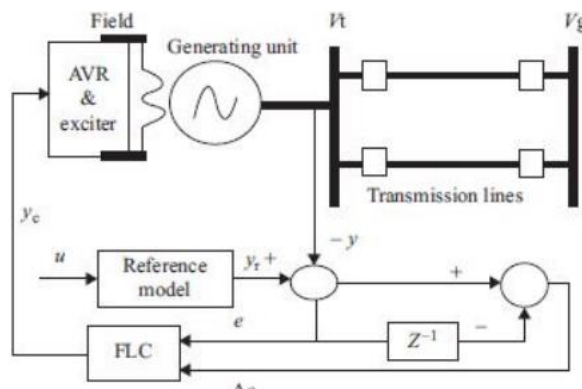 Field
Vt
Vg
Generating unit
AVR
&
exciter
Transmission lines
yc
− y
u
Reference
model
yr +
+
e
FLC
Z−1
−